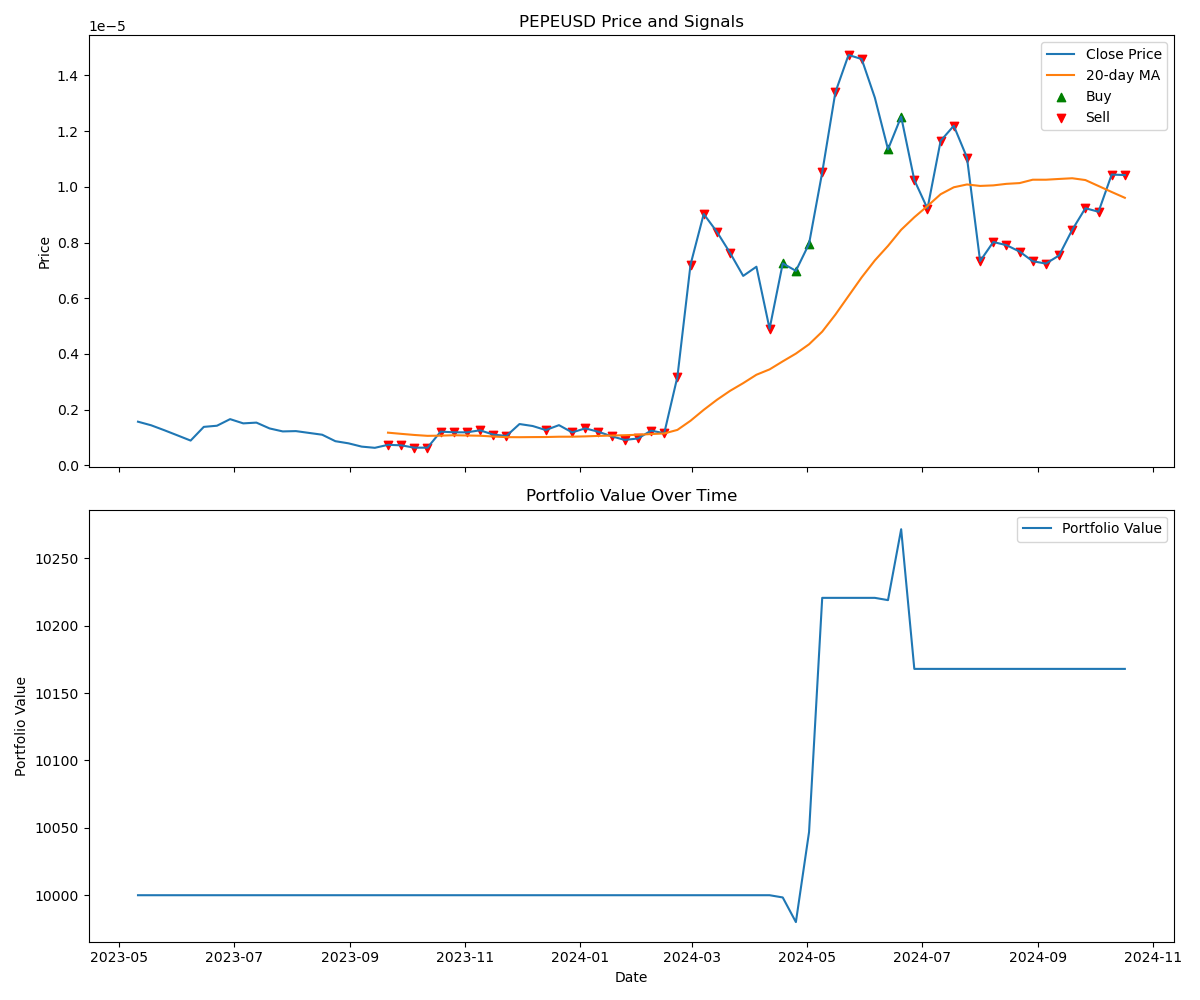 PEPEUSD Price and Signals
1e−5
Close Price
20-day MA
Buy
Sell
1.4
1.2
1.0
0.8
0.6
0.4
0.2
0.0
Price
Portfolio Value Over Time
Portfolio Value
10250
10200
10150
10100
10050
10000
Portfolio Value
2023-05 2023-07 2023-09 2023-11 2024-01 2024-03 2024-05 2024-07 2024-09 2024-11
Date